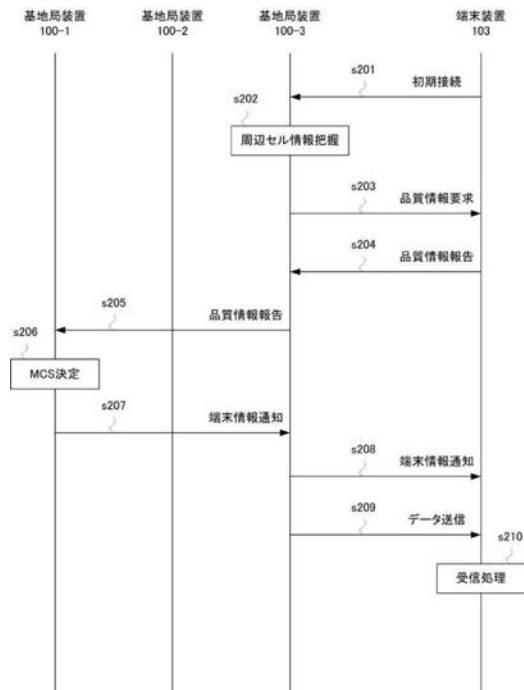 基地局装置 基地局装置 基地局装置 端末装置
100-1 100-2 100-3 103
s201 初期接続
s202
周辺セル情報把握
s203 品質情報要求
s204 品質情報報告
s205 品質情報報告
s206
MCS決定
s207 端末情報通知
s208 端末情報通知
s209 データ送信
s210
受信処理